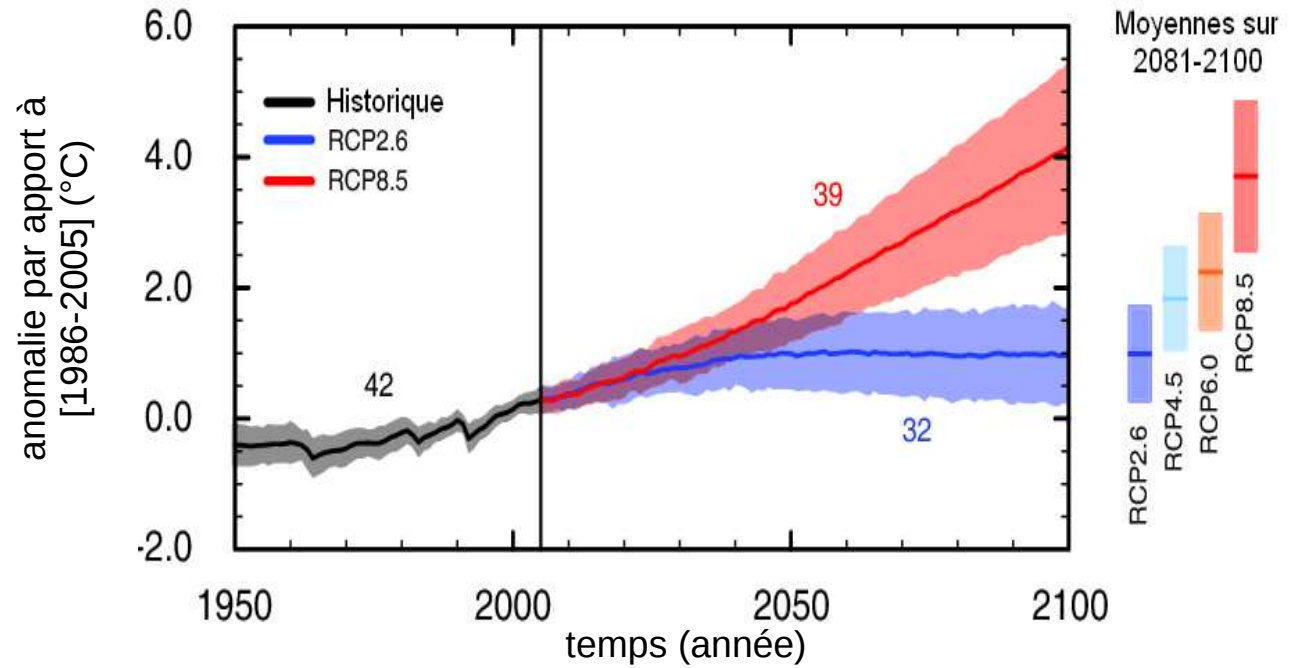 6.0
4.0
2.0
0.0
-2.0
anomalie par apport à
[1986-2005] (°C)
Historique
RCP2.6
RCP8.5
42
39
32
1950
2000
2050
2100
temps (année)
Moyennes sur
2081-2100
RCP2.6
RCP4.5
RCP6.0
RCP8.5